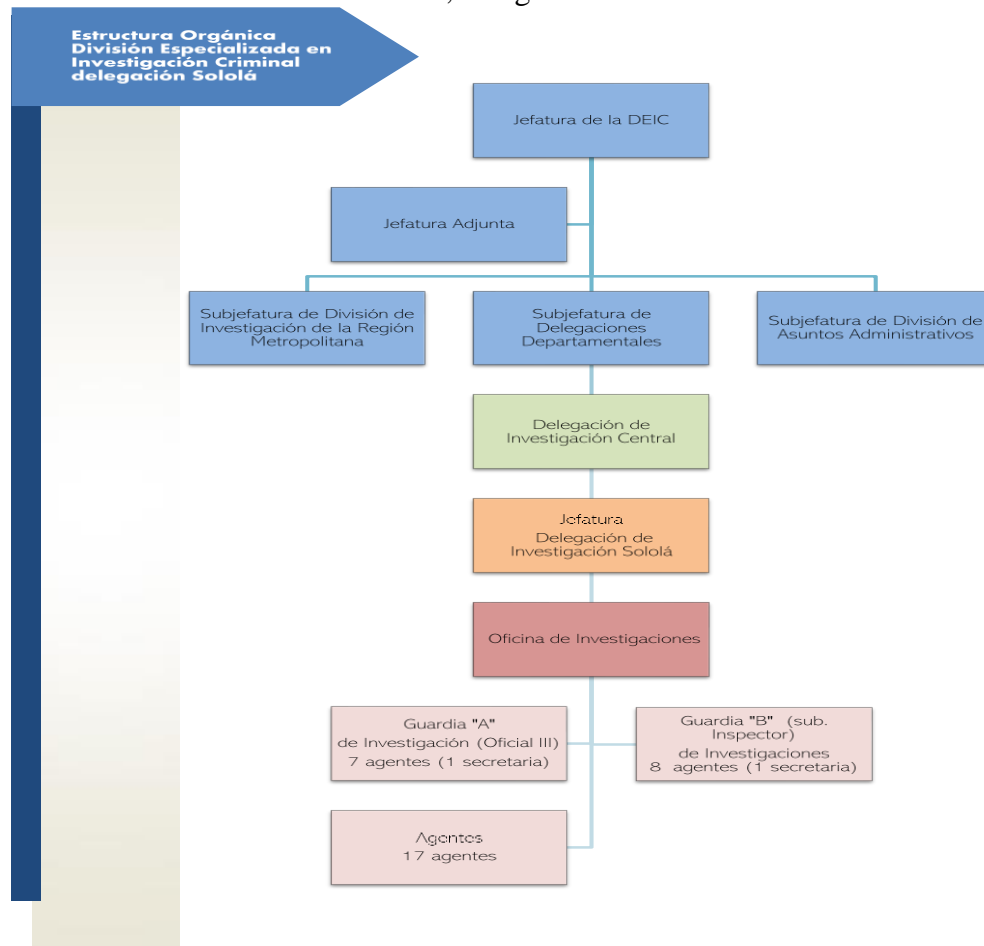 Estructura Orgánica
División Especializada en
Investigación Criminal
delegación Sololá
Jefatura de la DEIC
Jefatura Adjunta
Subjefatura de División de
Investigación de la Región
Metropolitana
Subjefatura de
Delegaciones
Departamentales
Subjefatura de División de
Asuntos Administrativos
Delegación de
Investigación Central
Jefatura
Delegación de
Investigación Sololá
Oficina de Investigaciones
Guardia "A"
de Investigación (Oficial III)
7 agentes (1 secretaria)
Guardia "B" (sub.
Inspector)
de Investigaciones
8 agentes (1 secretaria)
Agentes
17 agentes